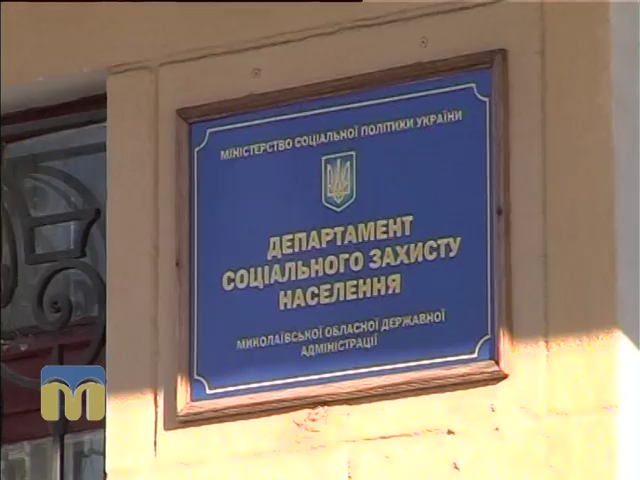 МІНІСТЕРСТВО СОЦІАЛЬНОЇ ПОЛІТИКИ УКРАЇНИ
ДЕПАРТАМЕНТ
СОЦІАЛЬНОГО ЗАХИСТУ
НАСЕЛЕННЯ
МИКОЛАЇВСЬКОЇ ОБЛАСНОЇ ДЕРЖАВНОЇ
АДМІНІСТРАЦІЇ
М